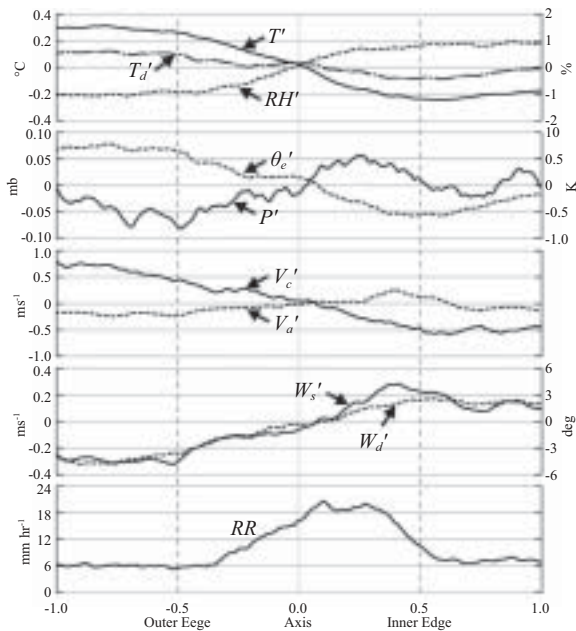 0.4 2
0.2 T′ 1
°C 0 T_d′ 0 %
-0.2 RH′ -1
-0.4 -2
0.10 1.0
0.05 θ_e′ 0.5
mb 0 0 K
-0.05 P′ -0.5
-0.10 -1.0
1.0
0.5 V_c′
ms⁻¹ 0
-0.5 V_a′
-1.0
0.4 6
0.2 W_s′ 3
ms⁻¹ 0 W_d′ 0 deg
-0.2 -3
0.4 -6
24
18 RR
mm hr⁻¹ 12
6
0
-1.0 -0.5 0.0 0.5 1.0
Outer Eege Axis Inner Edge